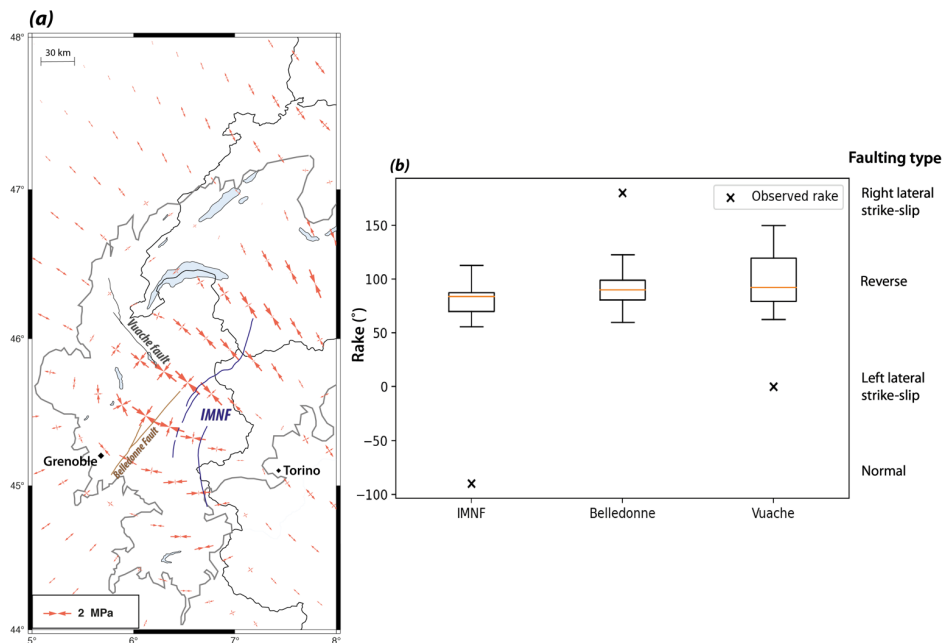 (a)
48°
30 km
47°
46°
45°
44°
5°
6°
7°
8°
Vuache fault
IMNF
Belledonne Fault
Grenoble
Torino
2 MPa
(b)
Faulting type
× Observed rake
Right lateral
strike-slip
Reverse
Left lateral
strike-slip
Normal
Rake (°)
150
100
50
0
−50
−100
IMNF
Belledonne
Vuache